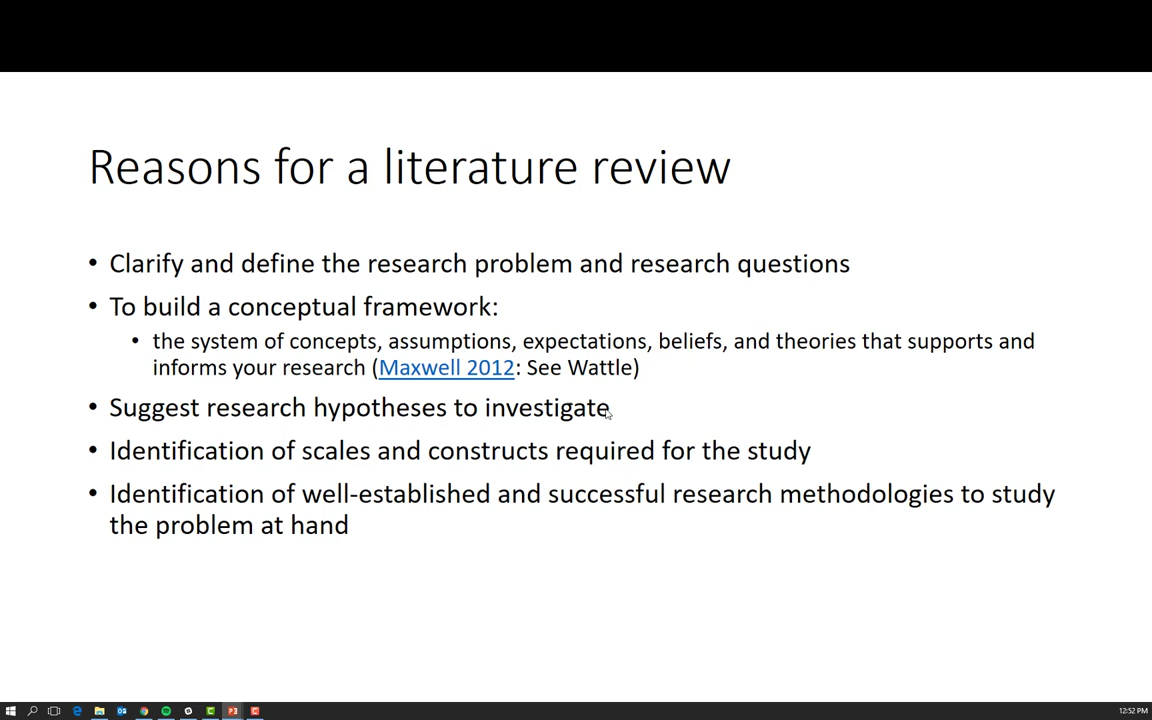 Reasons for a literature review
• Clarify and define the research problem and research questions
• To build a conceptual framework:
• the system of concepts, assumptions, expectations, beliefs, and theories that supports and
informs your research (Maxwell 2012: See Wattle)
• Suggest research hypotheses to investigate
• Identification of scales and constructs required for the study
• Identification of well-established and successful research methodologies to study
the problem at hand
12:52 PM